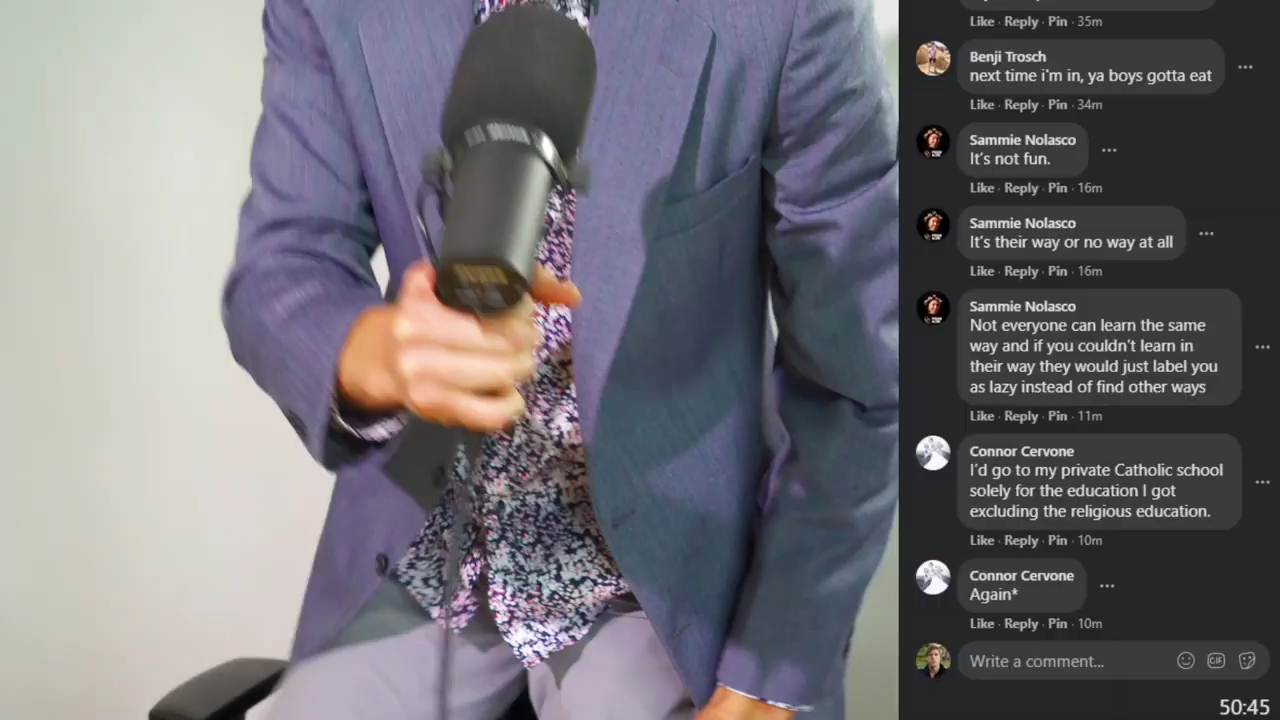 Like · Reply · Pin · 35m
Benji Trosch
next time i'm in, ya boys gotta eat
Like · Reply · Pin · 34m
Sammie Nolasco
It's not fun.
Like · Reply · Pin · 16m
Sammie Nolasco
It's their way or no way at all
Like · Reply · Pin · 16m
Sammie Nolasco
Not everyone can learn the same
way and if you couldn't learn in
their way they would just label you
as lazy instead of find other ways
Like · Reply · Pin · 11m
Connor Cervone
I'd go to my private Catholic school
solely for the education I got
excluding the religious education.
Like · Reply · Pin · 10m
Connor Cervone
Again*
Like · Reply · Pin · 10m
Write a comment...
GIF
50:45